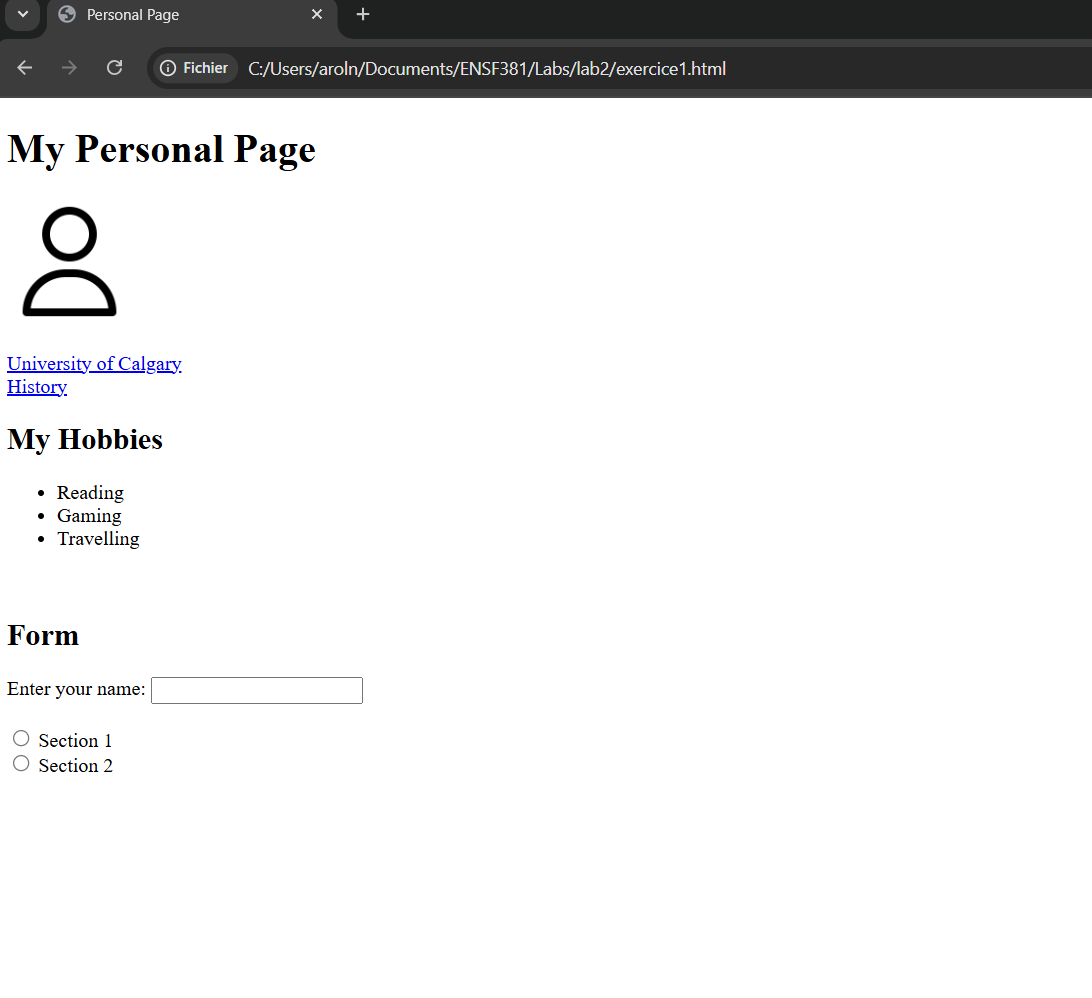 Personal Page
Fichier C:/Users/aroln/Documents/ENSF381/Labs/lab2/exercice1.html
My Personal Page
University of Calgary
History
My Hobbies
Reading
Gaming
Travelling
Form
Enter your name:
Section 1
Section 2